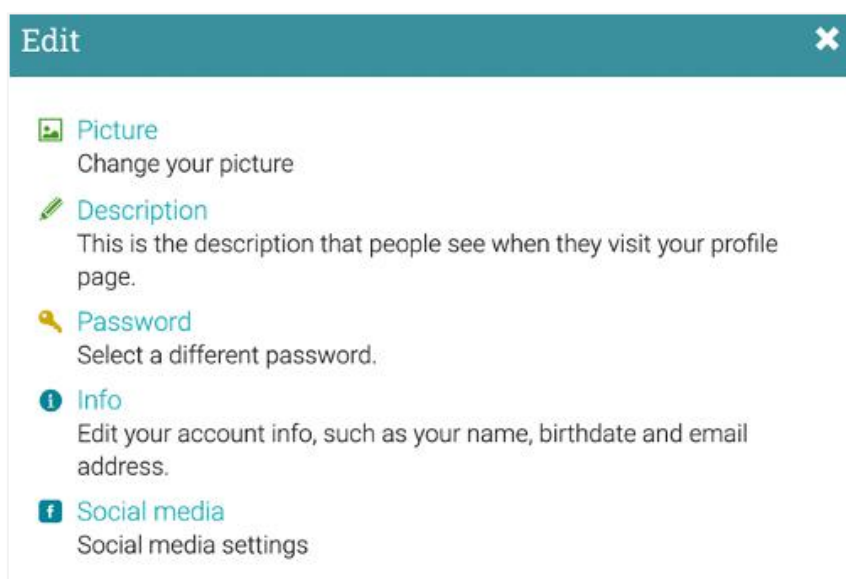 Edit
Picture
Change your picture
Description
This is the description that people see when they visit your profile
page.
Password
Select a different password.
Info
Edit your account info, such as your name, birthdate and email
address.
Social media
Social media settings